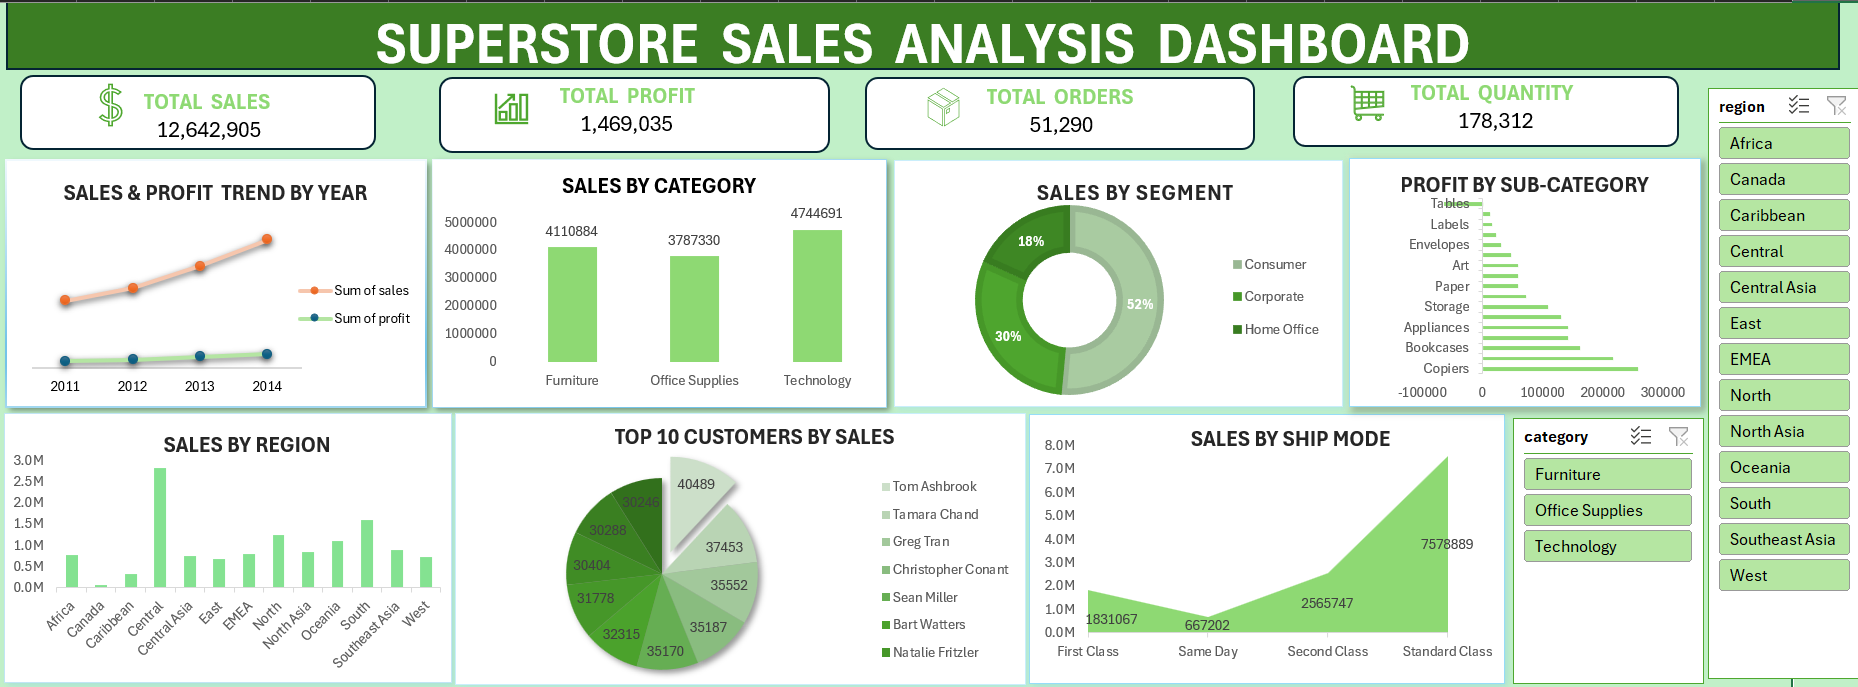 SUPERSTORE SALES ANALYSIS DASHBOARD
TOTAL SALES
12,642,905
TOTAL PROFIT
1,469,035
TOTAL ORDERS
51,290
TOTAL QUANTITY
178,312
SALES & PROFIT TREND BY YEAR
Sum of sales
Sum of profit
2011 2012 2013 2014
SALES BY CATEGORY
5000000
4000000
3000000
2000000
1000000
0
4110884
3787330
4744691
Furniture Office Supplies Technology
SALES BY SEGMENT
18%
52%
30%
Consumer
Corporate
Home Office
PROFIT BY SUB-CATEGORY
Tables
Labels
Envelopes
Art
Paper
Storage
Appliances
Bookcases
Copiers
-100000 0 100000 200000 300000
region
Africa
Canada
Caribbean
Central
Central Asia
East
EMEA
North
North Asia
Oceania
South
Southeast Asia
West
SALES BY REGION
3.0M
2.5M
2.0M
1.5M
1.0M
0.5M
0.0M
Africa
Canada
Caribbean
Central
Central Asia
East
EMEA
North
North Asia
Oceania
South
Southeast Asia
West
TOP 10 CUSTOMERS BY SALES
40489
37453
35552
35187
35170
32315
31778
30404
30288
30246
Tom Ashbrook
Tamara Chand
Greg Tran
Christopher Conant
Sean Miller
Bart Watters
Natalie Fritzler
SALES BY SHIP MODE
8.0M
7.0M
6.0M
5.0M
4.0M
3.0M
2.0M
1.0M
0.0M
1831067
667202
2565747
7578889
First Class Same Day Second Class Standard Class
category
Furniture
Office Supplies
Technology